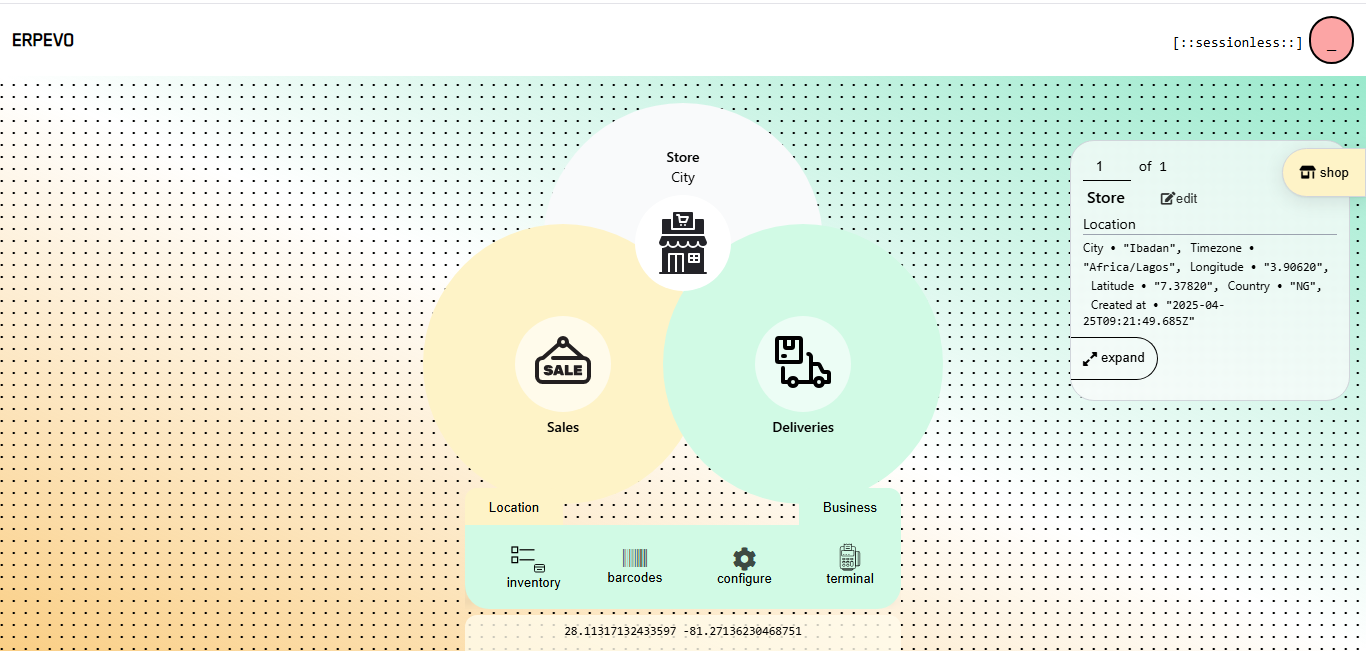 ERPEVO
[::sessionless::]
_
Store
City
SALE
Sales
Deliveries
Location
Business
inventory
barcodes
configure
terminal
28.11317132433597 -81.27136230468751
1 of 1
shop
Store
edit
Location
City • "Ibadan", Timezone •
"Africa/Lagos", Longitude • "3.90620",
Latitude • "7.37820", Country • "NG",
Created at • "2025-04-
25T09:21:49.685Z"
expand